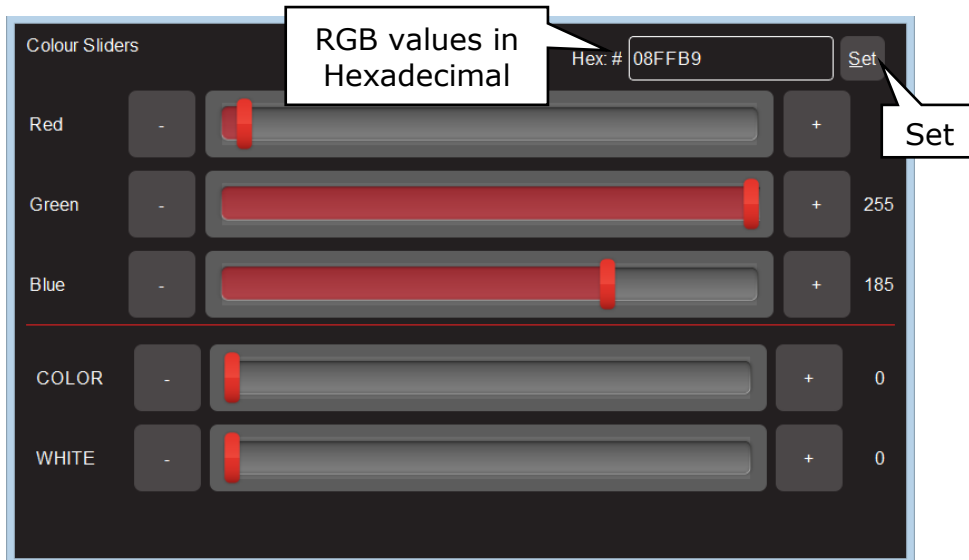 Colour Sliders
RGB values in
Hexadecimal
Hex: # 08FFB9
Set
Set
Red - +
Green - + 255
Blue - + 185
COLOR - + 0
WHITE - + 0